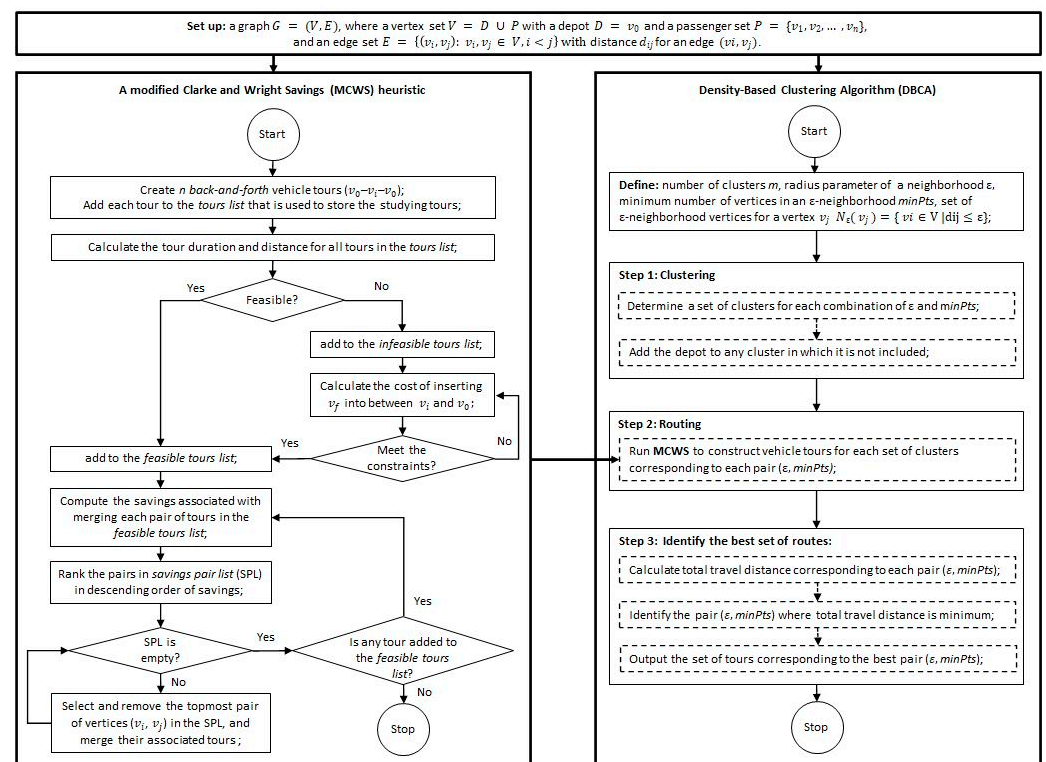 Set up: a graph G = (V, E), where a vertex set V = D ∪ P with a depot D = v₀ and a passenger set P = {v₁, v₂, … , vₙ},
and an edge set E = {(vᵢ, vⱼ): vᵢ, vⱼ ∈ V, i < j} with distance dᵢⱼ for an edge (vi, vⱼ).
A modified Clarke and Wright Savings (MCWS) heuristic
Start
Create n back-and-forth vehicle tours (v₀–vᵢ–v₀);
Add each tour to the tours list that is used to store the studying tours;
Calculate the tour duration and distance for all tours in the tours list;
Feasible?
Yes
No
add to the infeasible tours list;
Calculate the cost of inserting
v_f into between vᵢ and v₀;
Meet the
constraints?
Yes
No
add to the feasible tours list;
Compute the savings associated with
merging each pair of tours in the
feasible tours list;
Rank the pairs in savings pair list (SPL)
in descending order of savings;
SPL is
empty?
Yes
No
Is any tour added to
the feasible tours
list?
Yes
No
Select and remove the topmost pair
of vertices (vᵢ, vⱼ) in the SPL, and
merge their associated tours ;
Stop
Density-Based Clustering Algorithm (DBCA)
Start
Define: number of clusters m, radius parameter of a neighborhood ε,
minimum number of vertices in an ε-neighborhood minPts, set of
ε-neighborhood vertices for a vertex vⱼ N_ε( vⱼ ) = { vi ∈ V |dij ≤ ε};
Step 1: Clustering
Determine a set of clusters for each combination of ε and minPts;
Add the depot to any cluster in which it is not included;
Step 2: Routing
Run MCWS to construct vehicle tours for each set of clusters
corresponding to each pair (ε, minPts);
Step 3: Identify the best set of routes:
Calculate total travel distance corresponding to each pair (ε, minPts);
Identify the pair (ε, minPts) where total travel distance is minimum;
Output the set of tours corresponding to the best pair (ε, minPts);
Stop